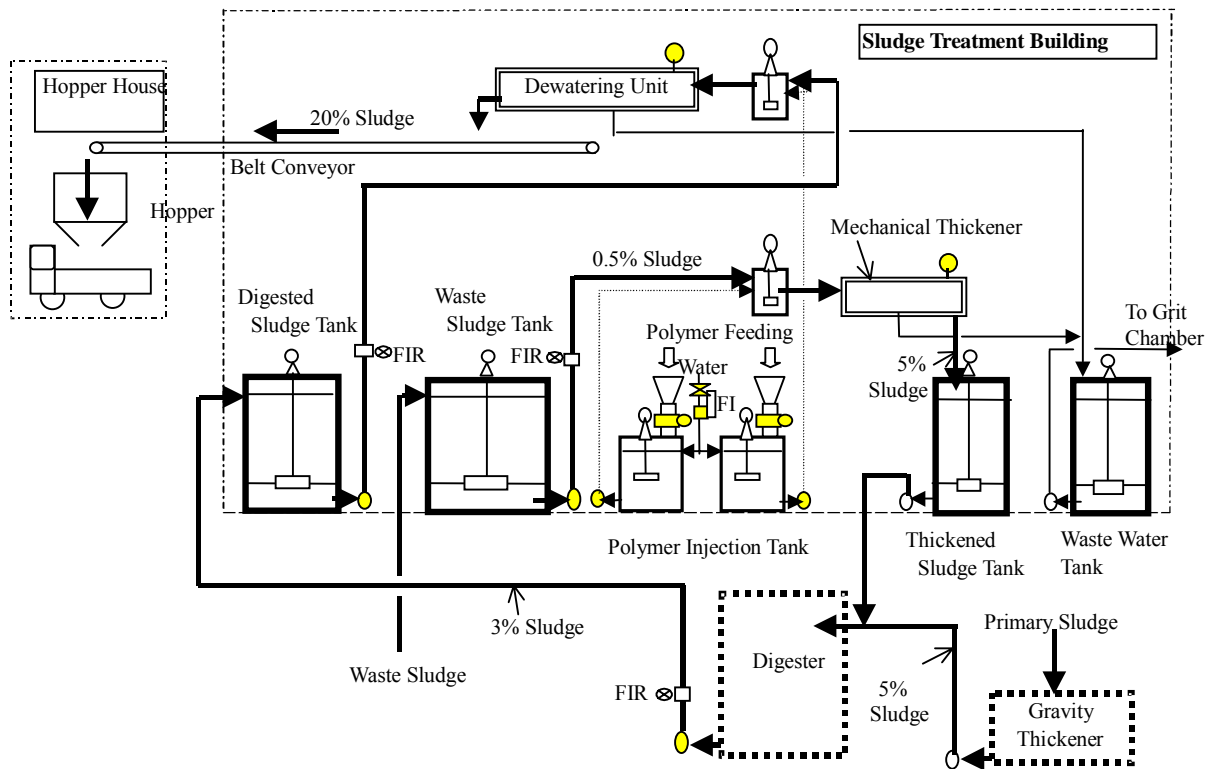 Sludge Treatment Building
Hopper House
Dewatering Unit
20% Sludge
Belt Conveyor
Hopper
Mechanical Thickener
0.5% Sludge
Digested
Sludge Tank
Waste
Sludge Tank
To Grit
Chamber
FIR
FIR
Polymer Feeding
Water
FI
5%
Sludge
Polymer Injection Tank
Thickened
Sludge Tank
Waste Water
Tank
3% Sludge
Primary Sludge
Waste Sludge
Digester
FIR
5%
Sludge
Gravity
Thickener